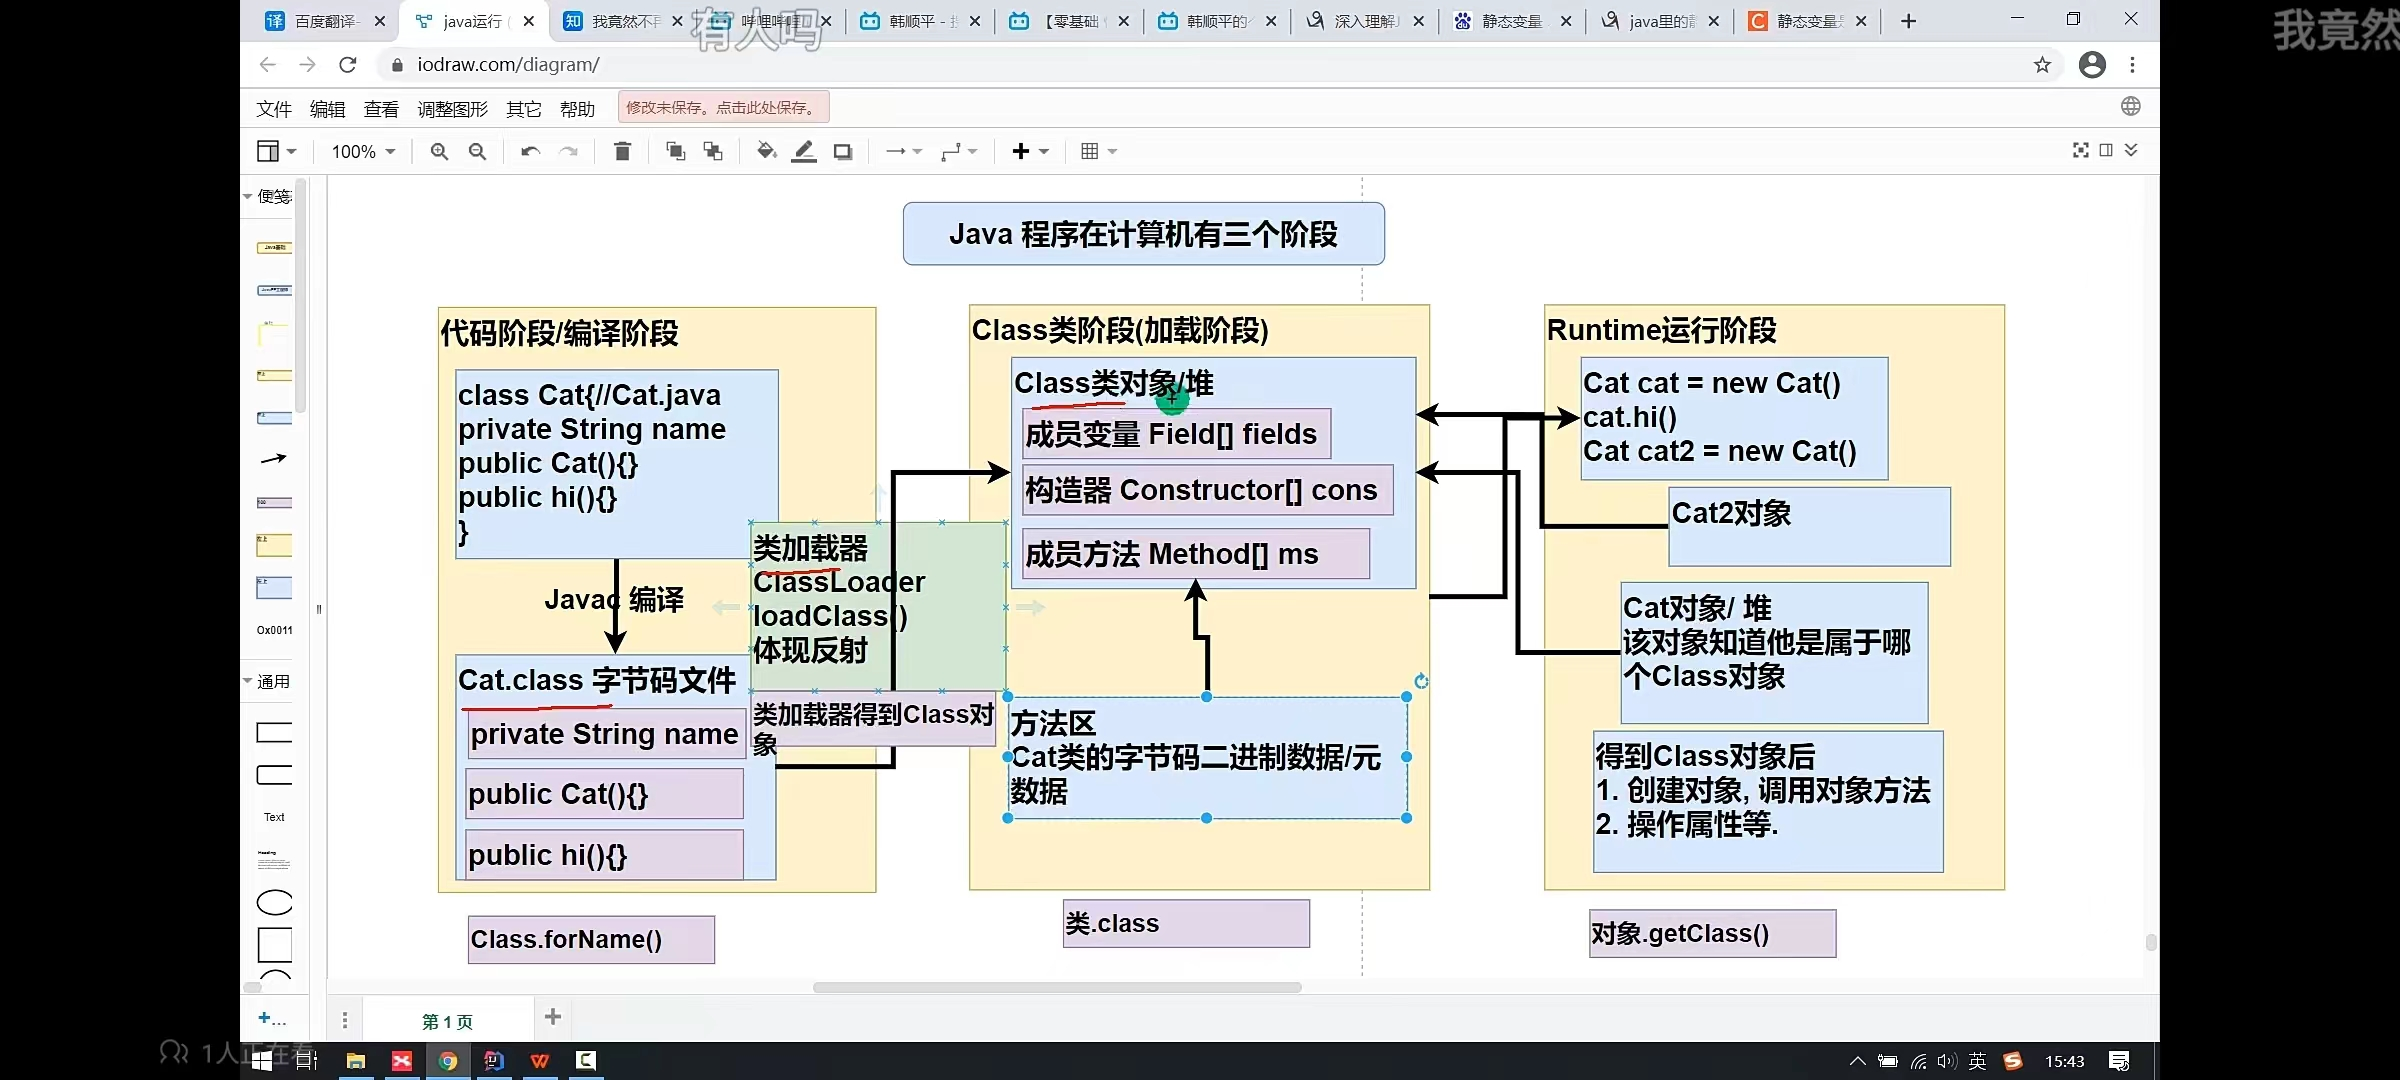 百度翻译-
java运行（
我竟然不再
哔哩哔哩
韩顺平 -
【零基础
韩顺平的
深入理解J
静态变量
java里的静
静态变量是
有人吗
我竟然
iodraw.com/diagram/
文件
编辑
查看
调整图形
其它
帮助
修改未保存。点击此处保存。
100%
便笺
Java基础
Ox0011
通用
Text
Heading
Java 程序在计算机有三个阶段
代码阶段/编译阶段
class Cat{//Cat.java
private String name
public Cat(){}
public hi(){}
}
Javac 编译
Cat.class 字节码文件
private String name
public Cat(){}
public hi(){}
Class.forName()
类加载器
ClassLoader
loadClass()
体现反射
类加载器得到Class对
象
Class类阶段(加载阶段)
Class类对象/堆
成员变量 Field[] fields
构造器 Constructor[] cons
成员方法 Method[] ms
方法区
Cat类的字节码二进制数据/元
数据
类.class
Runtime运行阶段
Cat cat = new Cat()
cat.hi()
Cat cat2 = new Cat()
Cat2对象
Cat对象/ 堆
该对象知道他是属于哪
个Class对象
得到Class对象后
1. 创建对象, 调用对象方法
2. 操作属性等.
对象.getClass()
第 1 页
1人正在看
英
15:43